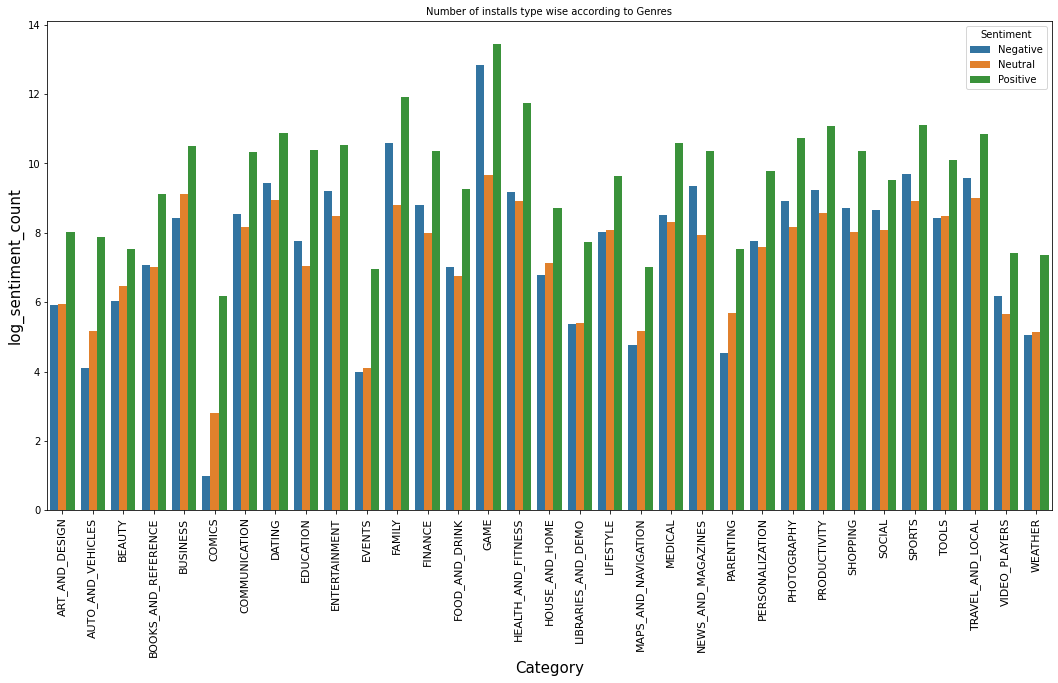 Number of installs type wise according to Genres
Sentiment
Negative
Neutral
Positive
log_sentiment_count
14
12
10
8
6
4
2
0
ART_AND_DESIGN
AUTO_AND_VEHICLES
BEAUTY
BOOKS_AND_REFERENCE
BUSINESS
COMICS
COMMUNICATION
DATING
EDUCATION
ENTERTAINMENT
EVENTS
FAMILY
FINANCE
FOOD_AND_DRINK
GAME
HEALTH_AND_FITNESS
HOUSE_AND_HOME
LIBRARIES_AND_DEMO
LIFESTYLE
MAPS_AND_NAVIGATION
MEDICAL
NEWS_AND_MAGAZINES
PARENTING
PERSONALIZATION
PHOTOGRAPHY
PRODUCTIVITY
SHOPPING
SOCIAL
SPORTS
TOOLS
TRAVEL_AND_LOCAL
VIDEO_PLAYERS
WEATHER
Category